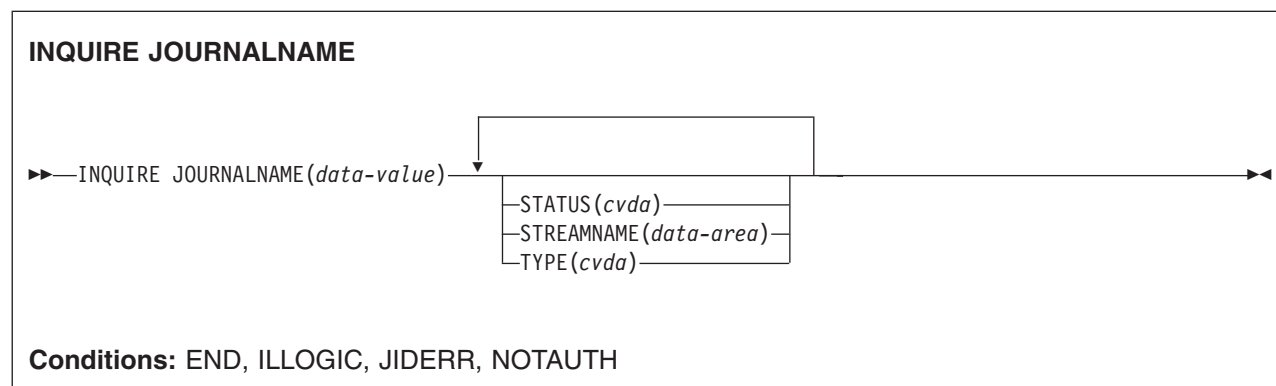 INQUIRE JOURNALNAME
INQUIRE JOURNALNAME(data-value)
STATUS(cvda)
STREAMNAME(data-area)
TYPE(cvda)
Conditions: END, ILLOGIC, JIDERR, NOTAUTH